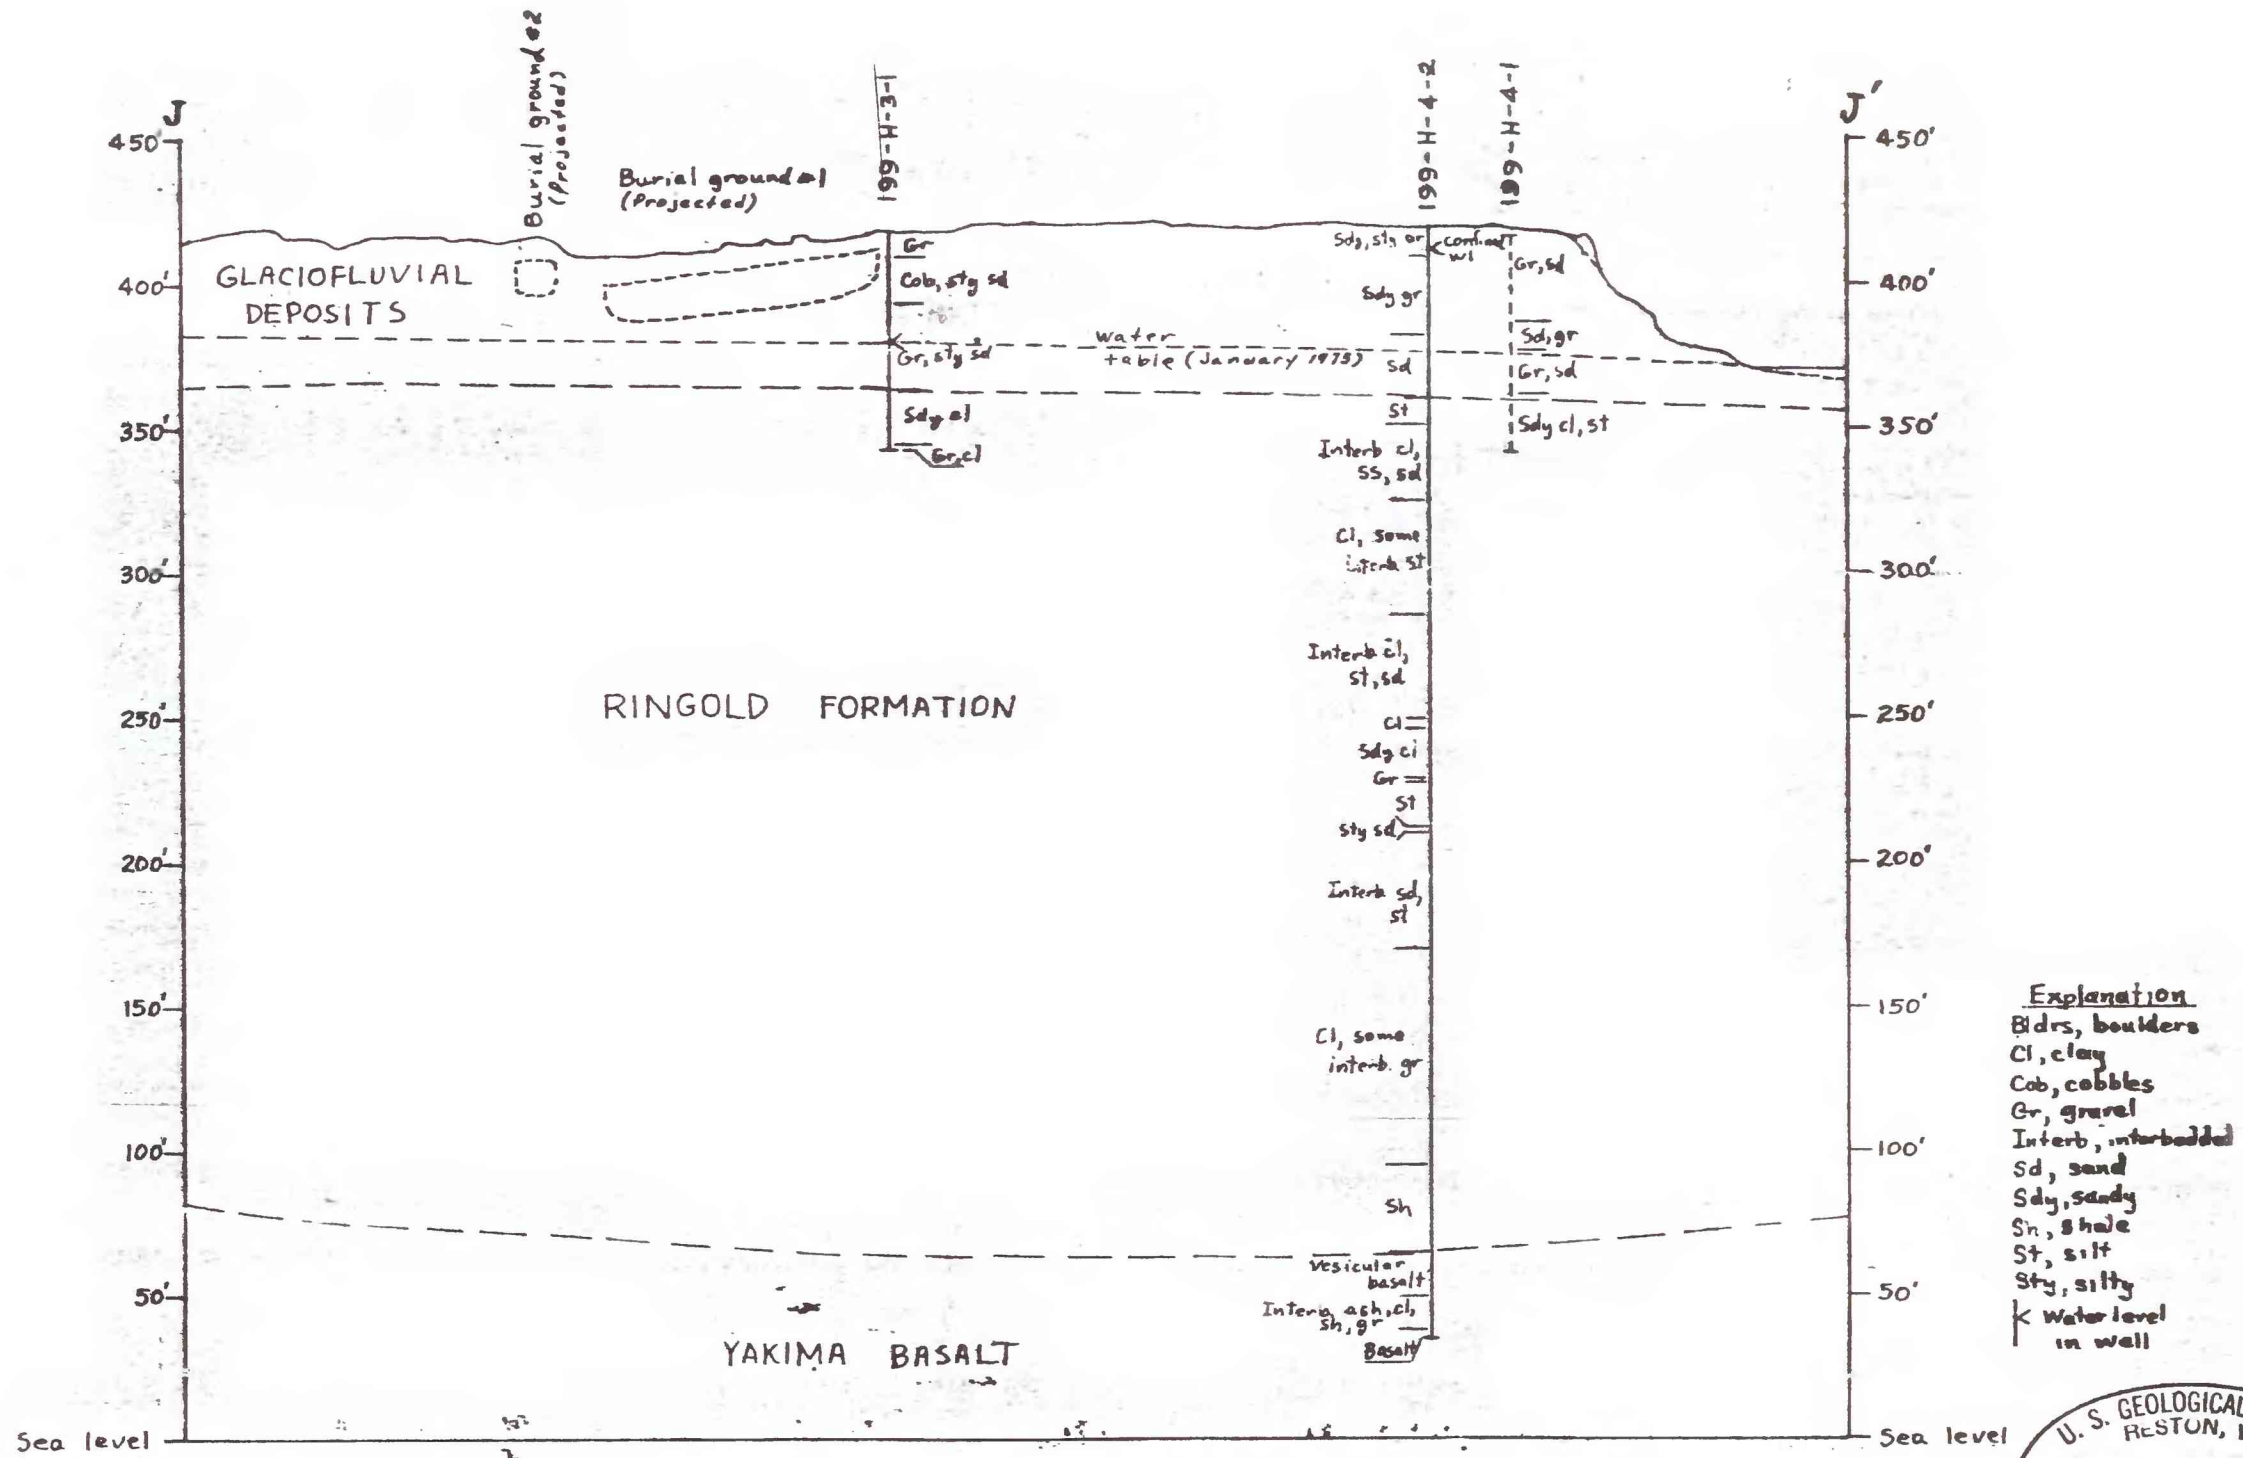 J
J'
450'
400'
350'
300'
250'
200'
150'
100'
50'
Sea level
450'
400'
350'
300'
250'
200'
150'
100'
50'
Sea level
Burial ground #2
(Projected)
Burial ground #1
(Projected)
199-H-3-1
199-H-4-2
199-H-4-1
GLACIOFLUVIAL
DEPOSITS
Gr
Cob, sty sd
Gr, sty sd
Sdy cl
Gr, cl
Water
table (January 1973)
Sdy, sty gr
Sdy gr
Sd
St
Interb cl,
SS, sd
Cl, some
interb st
Interb cl,
st, sd
Cl
Sdy cl
Gr
St
Sty sd
Interb sd,
st
Cl, some
interb. gr
Sh
Vesicular
basalt
Interb ash, cl,
sh, gr
Basalt
wl
Gr, sd
Sd, gr
Gr, sd
Sdy cl, st
RINGOLD FORMATION
YAKIMA BASALT
Explanation
Bldrs, boulders
Cl, clay
Cob, cobbles
Gr, gravel
Interb, interbedded
Sd, sand
Sdy, sandy
Sh, shale
St, silt
Sty, silty
Water level
in well
U. S. GEOLOGICAL
RESTON,